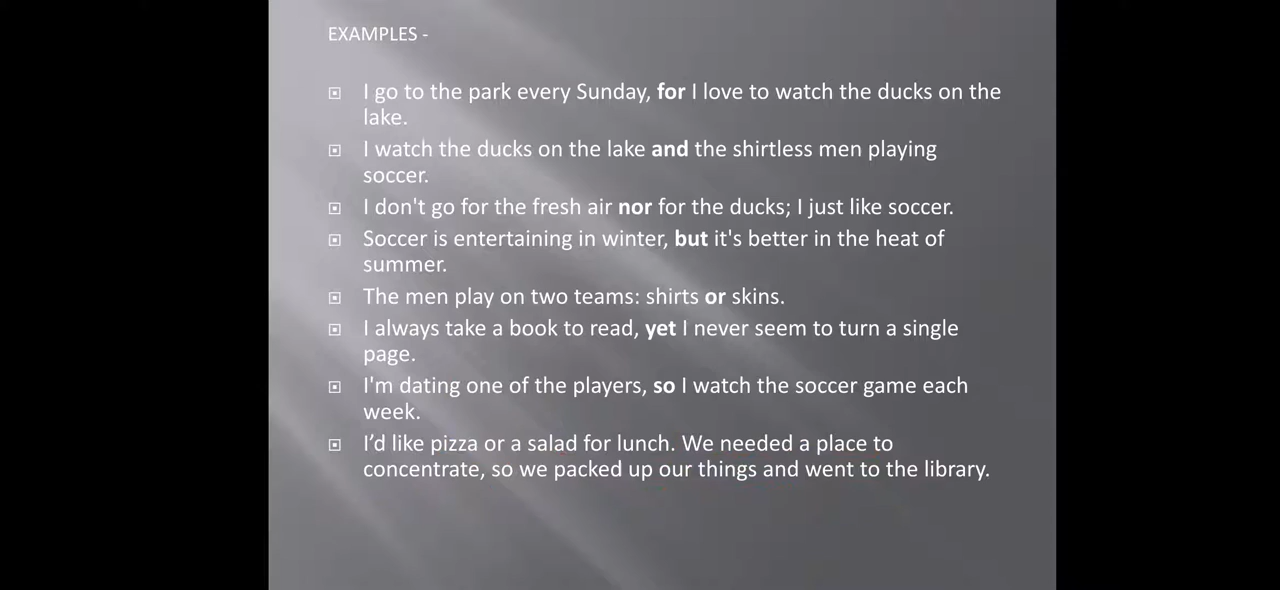 EXAMPLES -
I go to the park every Sunday, for I love to watch the ducks on the
lake.
I watch the ducks on the lake and the shirtless men playing
soccer.
I don't go for the fresh air nor for the ducks; I just like soccer.
Soccer is entertaining in winter, but it's better in the heat of
summer.
The men play on two teams: shirts or skins.
I always take a book to read, yet I never seem to turn a single
page.
I'm dating one of the players, so I watch the soccer game each
week.
I’d like pizza or a salad for lunch. We needed a place to
concentrate, so we packed up our things and went to the library.